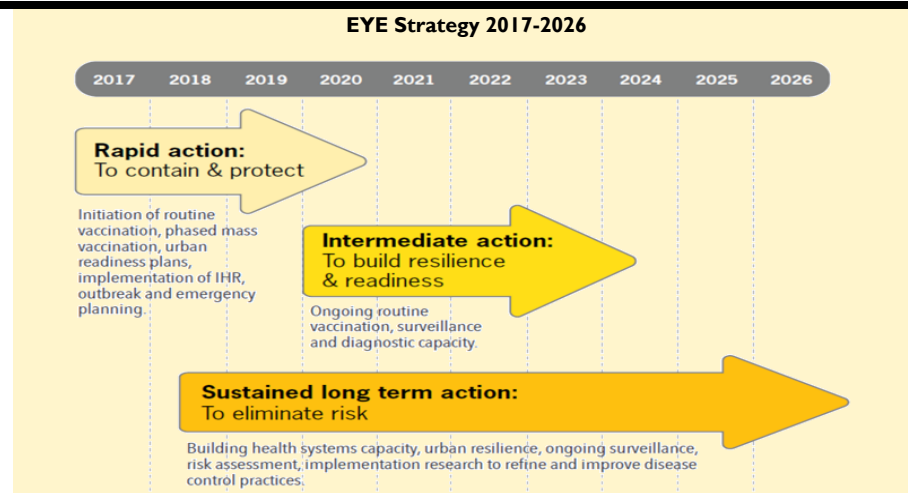 EYE Strategy 2017-2026
2017 2018 2019 2020 2021 2022 2023 2024 2025 2026
Rapid action:
To contain & protect
Initiation of routine
vaccination, phased mass
vaccination, urban
readiness plans,
implementation of IHR,
outbreak and emergency
planning.
Intermediate action:
To build resilience
& readiness
Ongoing routine
vaccination, surveillance
and diagnostic capacity.
Sustained long term action:
To eliminate risk
Building health systems capacity, urban resilience, ongoing surveillance,
risk assessment, implementation research to refine and improve disease
control practices.